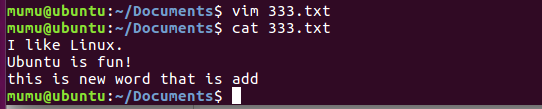 mumu@ubuntu:~/Documents$ vim 333.txt
mumu@ubuntu:~/Documents$ cat 333.txt
I like Linux.
Ubuntu is fun!
this is new word that is add
mumu@ubuntu:~/Documents$